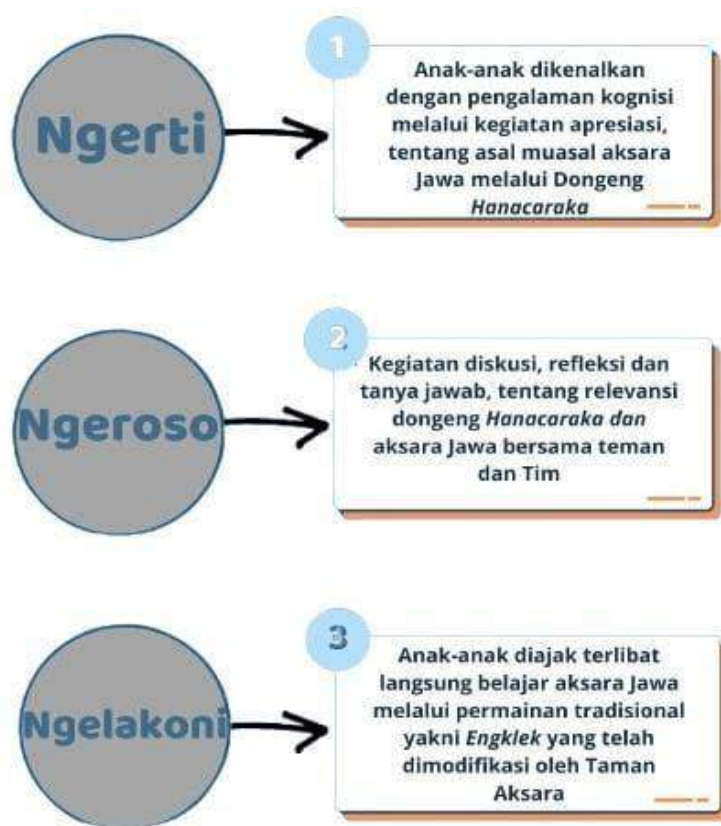 Ngerti
1
Anak-anak dikenalkan
dengan pengalaman kognisi
melalui kegiatan apresiasi,
tentang asal muasal aksara
Jawa melalui Dongeng
Hanacaraka
Ngeroso
2
Kegiatan diskusi, refleksi dan
tanya jawab, tentang relevansi
dongeng Hanacaraka dan
aksara Jawa bersama teman
dan Tim
Ngelakoni
3
Anak-anak diajak terlibat
langsung belajar aksara Jawa
melalui permainan tradisional
yakni Engklek yang telah
dimodifikasi oleh Taman
Aksara